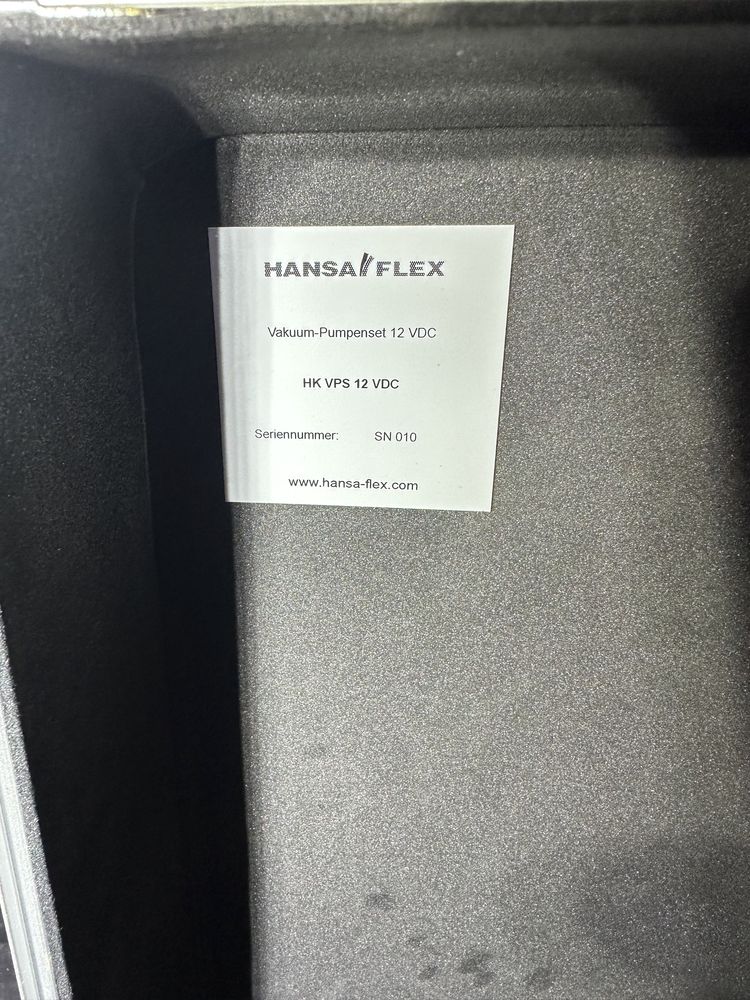 HANSA FLEX
Vakuum-Pumpenset 12 VDC
HK VPS 12 VDC
Seriennummer: SN 010
www.hansa-flex.com